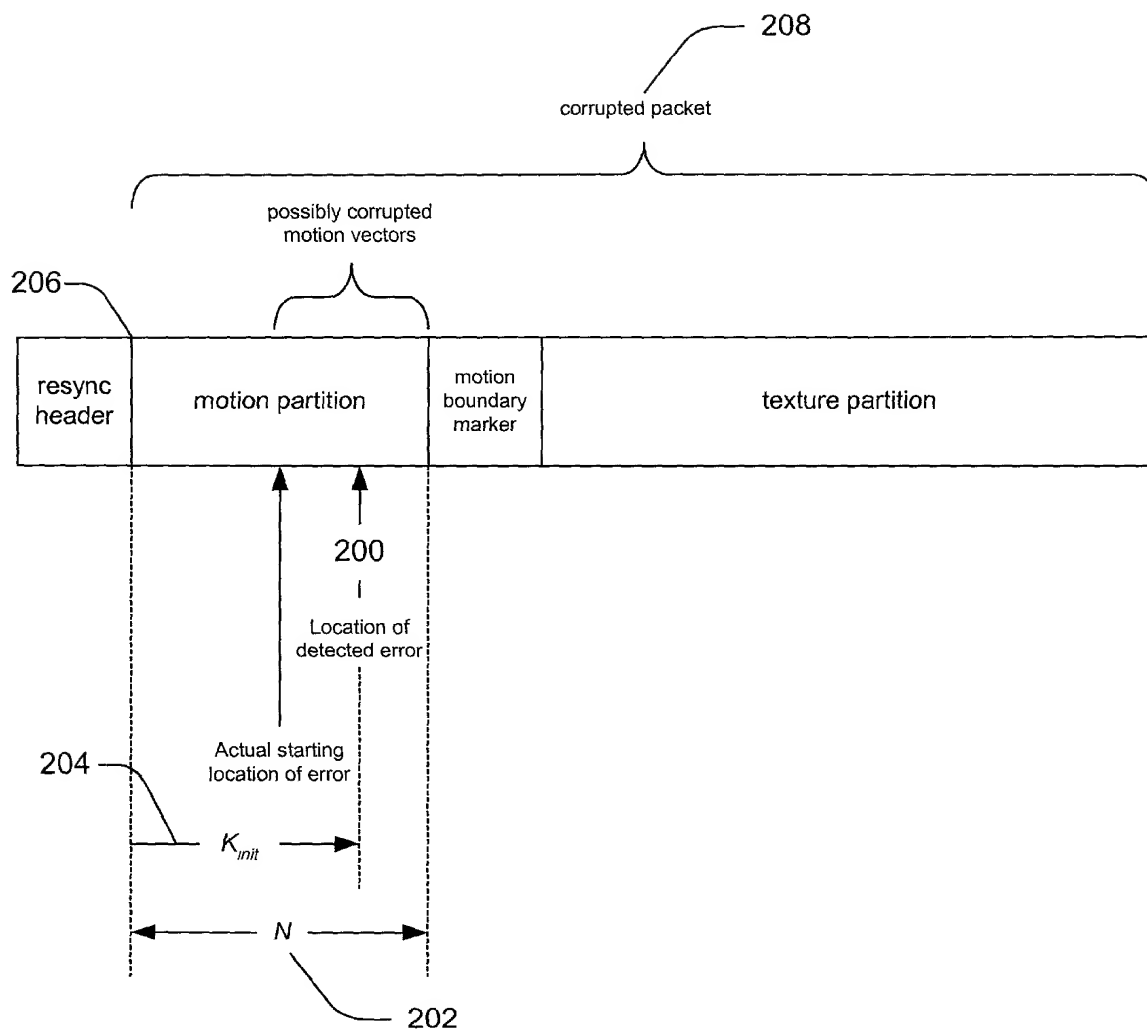 208
corrupted packet
possibly corrupted
motion vectors
206
resync
header
motion partition
motion
boundary
marker
texture partition
200
Location of
detected error
Actual starting
location of error
204
Kinit
N
202